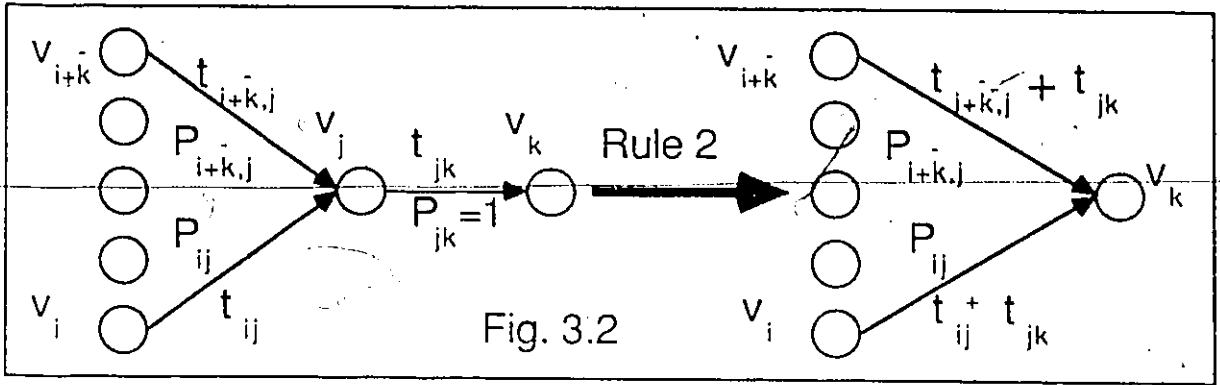 v_{i+k̄}
t_{i+k̄,j}
P_{i+k̄,j}
v_j
t_{jk}
v_k
P_{jk}=1
P_{ij}
v_i
t_{ij}
Rule 2
v_{i+k̄}
t_{i+k̄,j} + t_{jk}
P_{i+k̄,j}
v_k
P_{ij}
v_i
t_{ij} + t_{jk}
Fig. 3.2